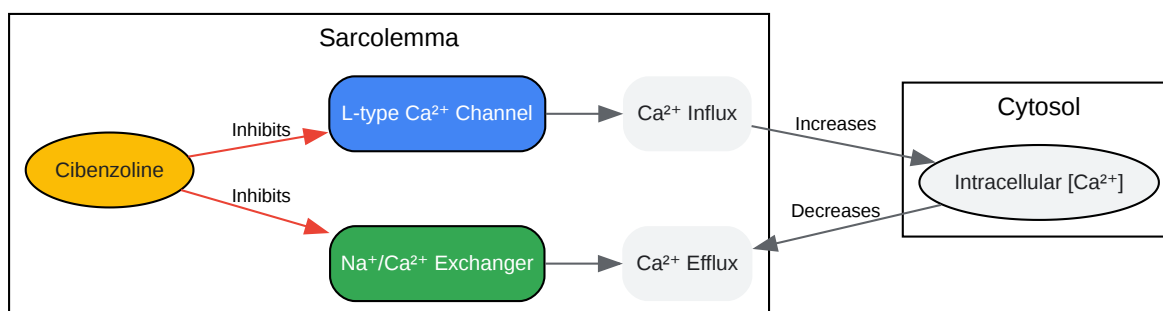 Sarcolemma
Cytosol
Inhibits
L-type Ca²⁺ Channel
Ca²⁺ Influx
Increases
Cibenzoline
Intracellular [Ca²⁺]
Inhibits
Decreases
Na⁺/Ca²⁺ Exchanger
Ca²⁺ Efflux